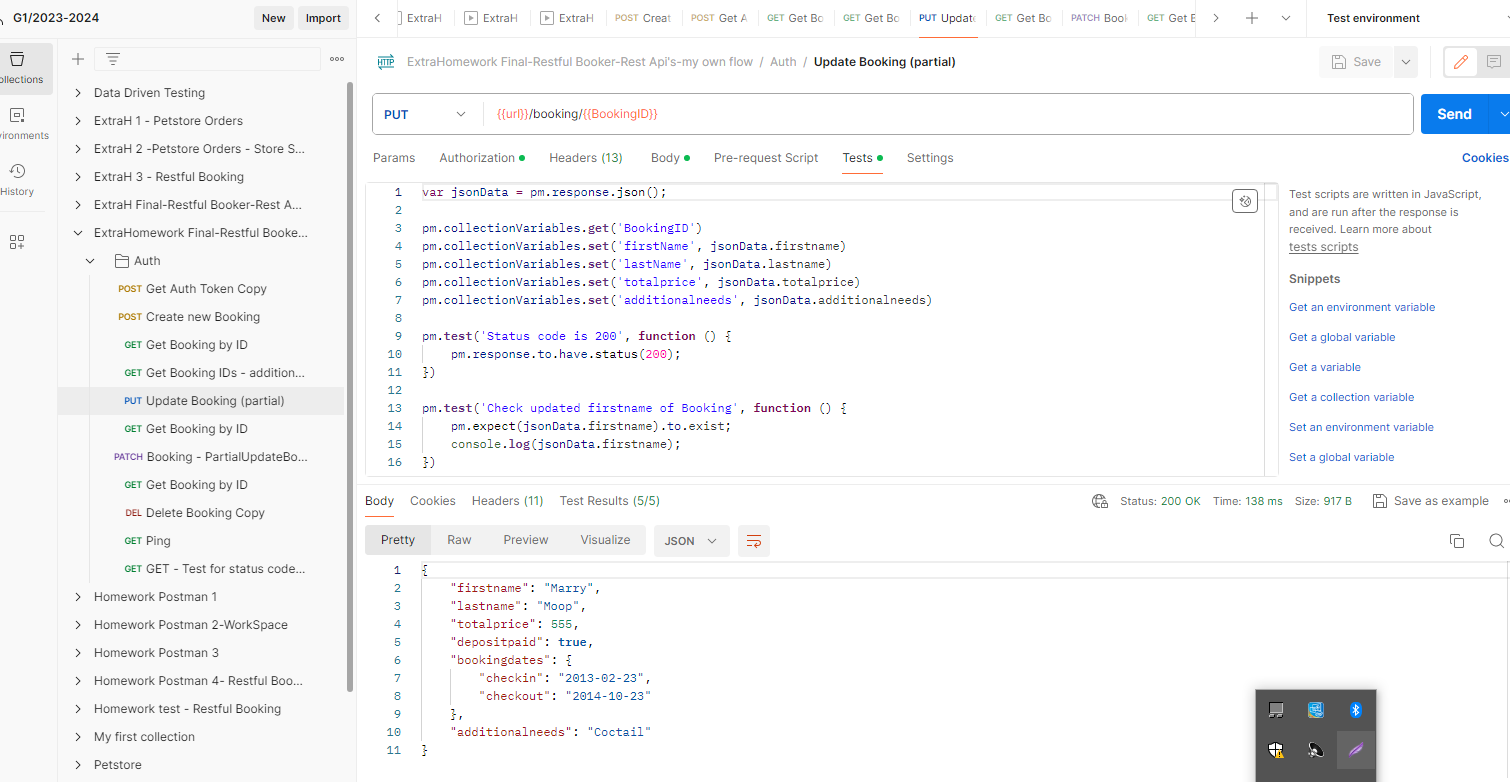 G1/2023-2024
New
Import
ExtraH
ExtraH
ExtraH
POST Creat
POST Get A
GET Get Bo
GET Get Bo
PUT Update
GET Get Bo
PATCH Book
GET Get B
Test environment
ollections
vironments
History
Data Driven Testing
ExtraH 1 - Petstore Orders
ExtraH 2 -Petstore Orders - Store S...
ExtraH 3 - Restful Booking
ExtraH Final-Restful Booker-Rest A...
ExtraHomework Final-Restful Booke...
Auth
POST Get Auth Token Copy
POST Create new Booking
GET Get Booking by ID
GET Get Booking IDs - addition...
PUT Update Booking (partial)
GET Get Booking by ID
PATCH Booking - PartialUpdateBo...
GET Get Booking by ID
DEL Delete Booking Copy
GET Ping
GET GET - Test for status code...
Homework Postman 1
Homework Postman 2-WorkSpace
Homework Postman 3
Homework Postman 4- Restful Boo...
Homework test - Restful Booking
My first collection
Petstore
HTTP ExtraHomework Final-Restful Booker-Rest Api's-my own flow / Auth / Update Booking (partial)
Save
PUT {{url}}/booking/{{BookingID}}
Send
Params Authorization Headers (13) Body Pre-request Script Tests Settings
Cookies
1 var jsonData = pm.response.json();
2
3 pm.collectionVariables.get('BookingID')
4 pm.collectionVariables.set('firstName', jsonData.firstname)
5 pm.collectionVariables.set('lastName', jsonData.lastname)
6 pm.collectionVariables.set('totalprice', jsonData.totalprice)
7 pm.collectionVariables.set('additionalneeds', jsonData.additionalneeds)
8
9 pm.test('Status code is 200', function () {
10 pm.response.to.have.status(200);
11 })
12
13 pm.test('Check updated firstname of Booking', function () {
14 pm.expect(jsonData.firstname).to.exist;
15 console.log(jsonData.firstname);
16 })
Test scripts are written in JavaScript,
and are run after the response is
received. Learn more about
tests scripts
Snippets
Get an environment variable
Get a global variable
Get a variable
Get a collection variable
Set an environment variable
Set a global variable
Body Cookies Headers (11) Test Results (5/5)
Status: 200 OK Time: 138 ms Size: 917 B
Save as example
Pretty Raw Preview Visualize JSON
1 {
2 "firstname": "Marry",
3 "lastname": "Moop",
4 "totalprice": 555,
5 "depositpaid": true,
6 "bookingdates": {
7 "checkin": "2013-02-23",
8 "checkout": "2014-10-23"
9 },
10 "additionalneeds": "Coctail"
11 }